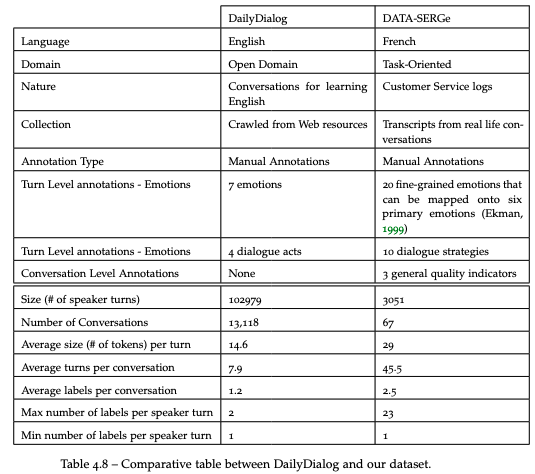 DailyDialog DATA-SERGe
Language English French
Domain Open Domain Task-Oriented
Nature Conversations for learning Customer Service logs
English
Collection Crawled from Web resources Transcripts from real life con-
versations
Annotation Type Manual Annotations Manual Annotations
Turn Level annotations - Emotions 7 emotions 20 fine-grained emotions that
can be mapped onto six
primary emotions (Ekman,
1999)
Turn Level annotations - Emotions 4 dialogue acts 10 dialogue strategies
Conversation Level Annotations None 3 general quality indicators
Size (# of speaker turns) 102979 3051
Number of Conversations 13,118 67
Average size (# of tokens) per turn 14.6 29
Average turns per conversation 7.9 45.5
Average labels per conversation 1.2 2.5
Max number of labels per speaker turn 2 23
Min number of labels per speaker turn 1 1
Table 4.8 – Comparative table between DailyDialog and our dataset.